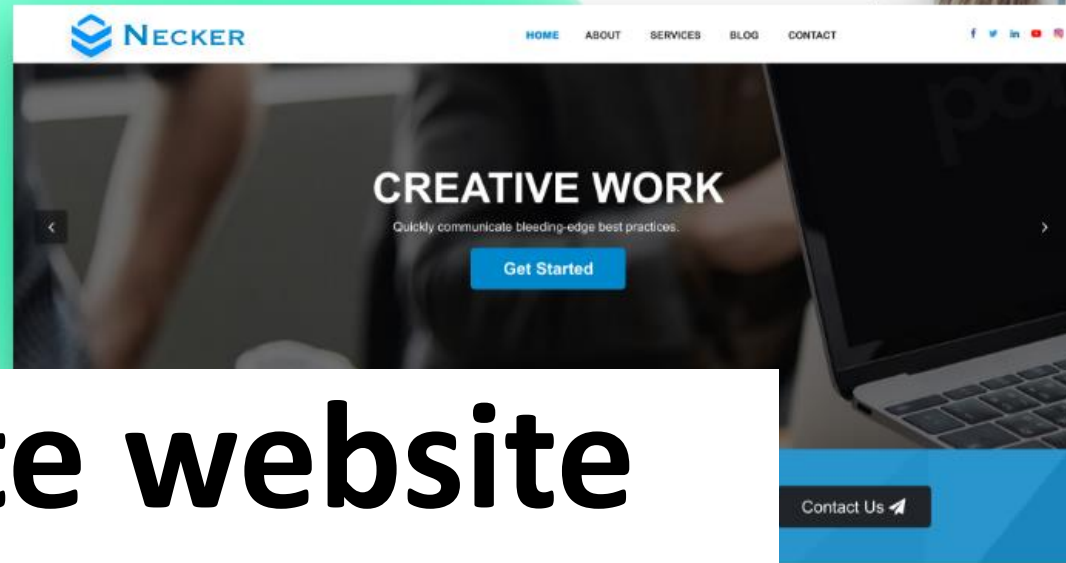 NECKER
HOME ABOUT SERVICES BLOG CONTACT
CREATIVE WORK
Quickly communicate bleeding-edge best practices.
Get Started
website
Contact Us